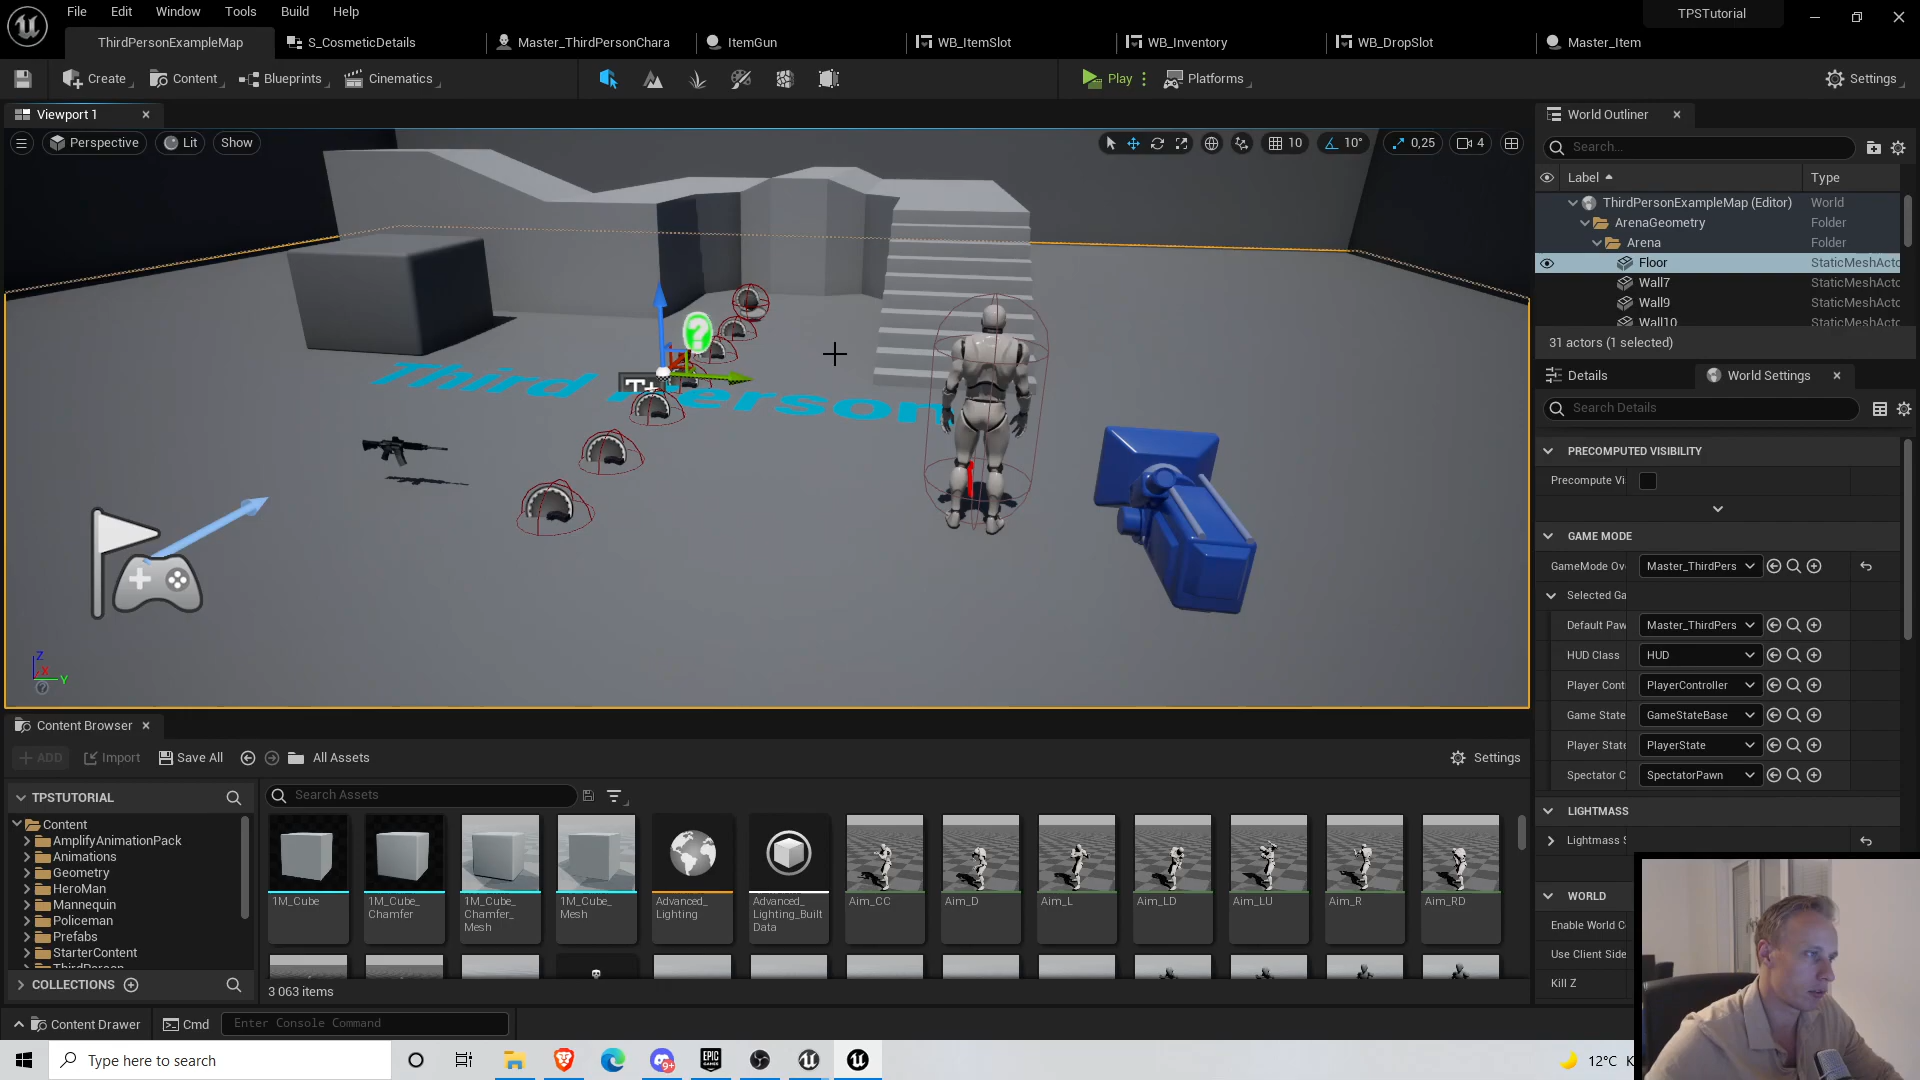 File Edit Window Tools Build Help
TPSTutorial
ThirdPersonExampleMap S_CosmeticDetails Master_ThirdPersonChara ItemGun WB_ItemSlot WB_Inventory WB_DropSlot Master_Item
Create Content Blueprints Cinematics Play Platforms Settings
Viewport 1
Perspective Lit Show 10 10° 0,25 4
Third Person
World Outliner
Search...
Label Type
ThirdPersonExampleMap (Editor) World
ArenaGeometry Folder
Arena Folder
Floor StaticMeshActo
Wall7 StaticMeshActo
Wall9 StaticMeshActo
Wall10 StaticMeshActo
31 actors (1 selected)
Details World Settings
Search Details
PRECOMPUTED VISIBILITY
Precompute Vi
GAME MODE
GameMode Ov Master_ThirdPers
Selected Ga
Default Paw Master_ThirdPers
HUD Class HUD
Player Cont PlayerController
Game State GameStateBase
Player State PlayerState
Spectator C SpectatorPawn
LIGHTMASS
Lightmass S
WORLD
Enable World C
Use Client Side
Kill Z
Z
X
Y
Content Browser
ADD Import Save All All Assets Settings
TPSTUTORIAL
Search Assets
Content
AmplifyAnimationPack
Animations
Geometry
HeroMan
Mannequin
Policeman
Prefabs
StarterContent
ThirdPerson
COLLECTIONS
1M_Cube
1M_Cube_
Chamfer
1M_Cube_
Chamfer_
Mesh
1M_Cube_
Mesh
Advanced_
Lighting
Advanced_
Lighting_Built
Data
Aim_CC
Aim_D
Aim_L
Aim_LD
Aim_LU
Aim_R
Aim_RD
3 063 items
Content Drawer Cmd Enter Console Command
Type here to search
9+
EPIC
GAMES
12°C